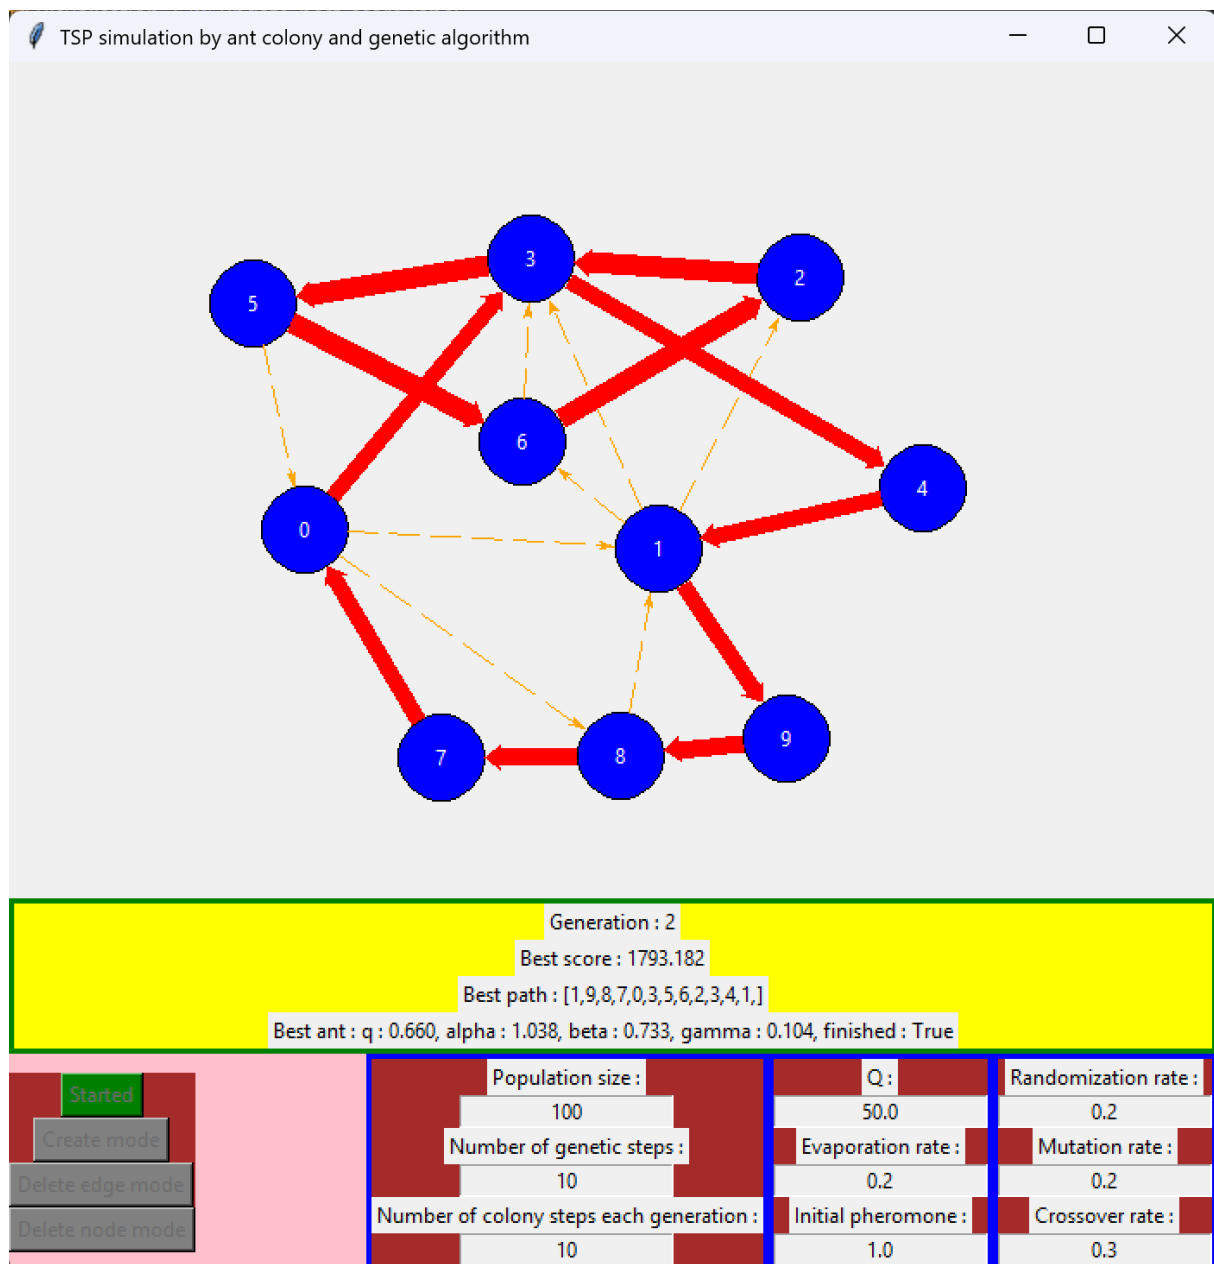 TSP simulation by ant colony and genetic algorithm
3
2
5
6
4
0
1
9
7
8
Generation : 2
Best score : 1793.182
Best path : [1,9,8,7,0,3,5,6,2,3,4,1,]
Best ant : q : 0.660, alpha : 1.038, beta : 0.733, gamma : 0.104, finished : True
Started
Create mode
Delete edge mode
Delete node mode
Population size :
100
Number of genetic steps :
10
Number of colony steps each generation :
10
Q :
50.0
Evaporation rate :
0.2
Initial pheromone :
1.0
Randomization rate :
0.2
Mutation rate :
0.2
Crossover rate :
0.3